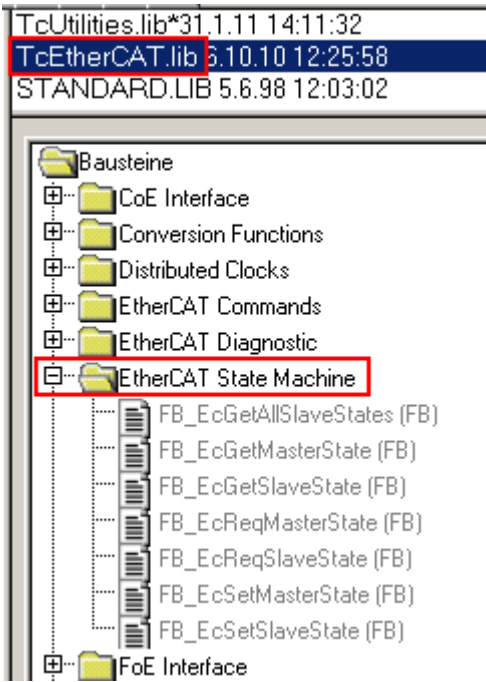 TcUtilities.lib*31.1.11 14:11:32
TcEtherCAT.lib 6.10.10 12:25:58
STANDARD.LIB 5.6.98 12:03:02
Bausteine
CoE Interface
Conversion Functions
Distributed Clocks
EtherCAT Commands
EtherCAT Diagnostic
EtherCAT State Machine
FB_EcGetAllSlaveStates (FB)
FB_EcGetMasterState (FB)
FB_EcGetSlaveState (FB)
FB_EcReqMasterState (FB)
FB_EcReqSlaveState (FB)
FB_EcSetMasterState (FB)
FB_EcSetSlaveState (FB)
FoE Interface